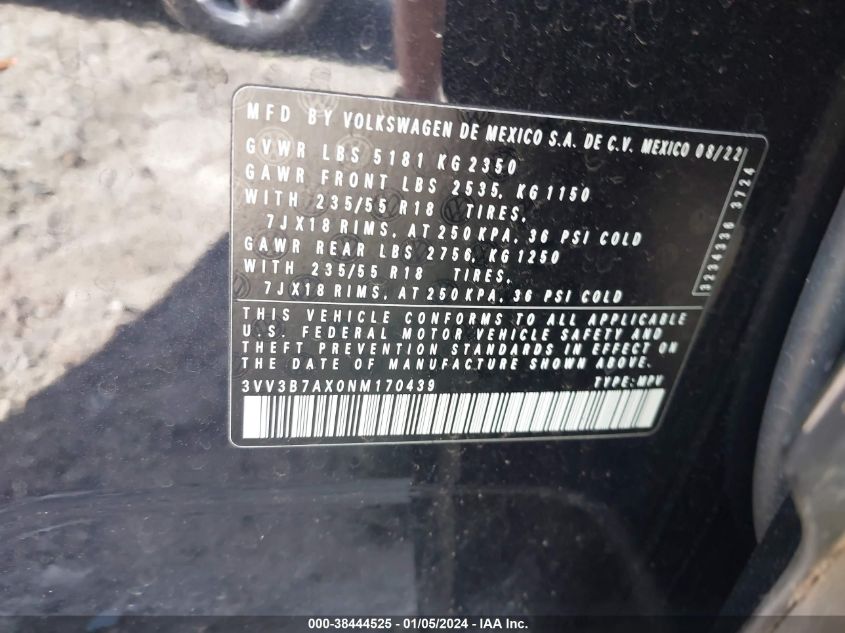 MFD BY VOLKSWAGEN DE MEXICO S.A. DE C.V. MEXICO 08/22
GVWR LBS 5181 KG 2350
GAWR FRONT LBS 2535, KG 1150
WITH 235/55 R18 TIRES,
7JX18 RIMS, AT 250 KPA, 36 PSI COLD
GAWR REAR LBS 2756, KG 1250
WITH 235/55 R18 TIRES,
7JX18 RIMS, AT 250 KPA, 36 PSI COLD
3234336 3724
THIS VEHICLE CONFORMS TO ALL APPLICABLE
U.S. FEDERAL MOTOR VEHICLE SAFETY AND
THEFT PREVENTION STANDARDS IN EFFECT ON
THE DATE OF MANUFACTURE SHOWN ABOVE.
3VV3B7AX0NM170439 TYPE: MPV
000-38444525 - 01/05/2024 - IAA Inc.